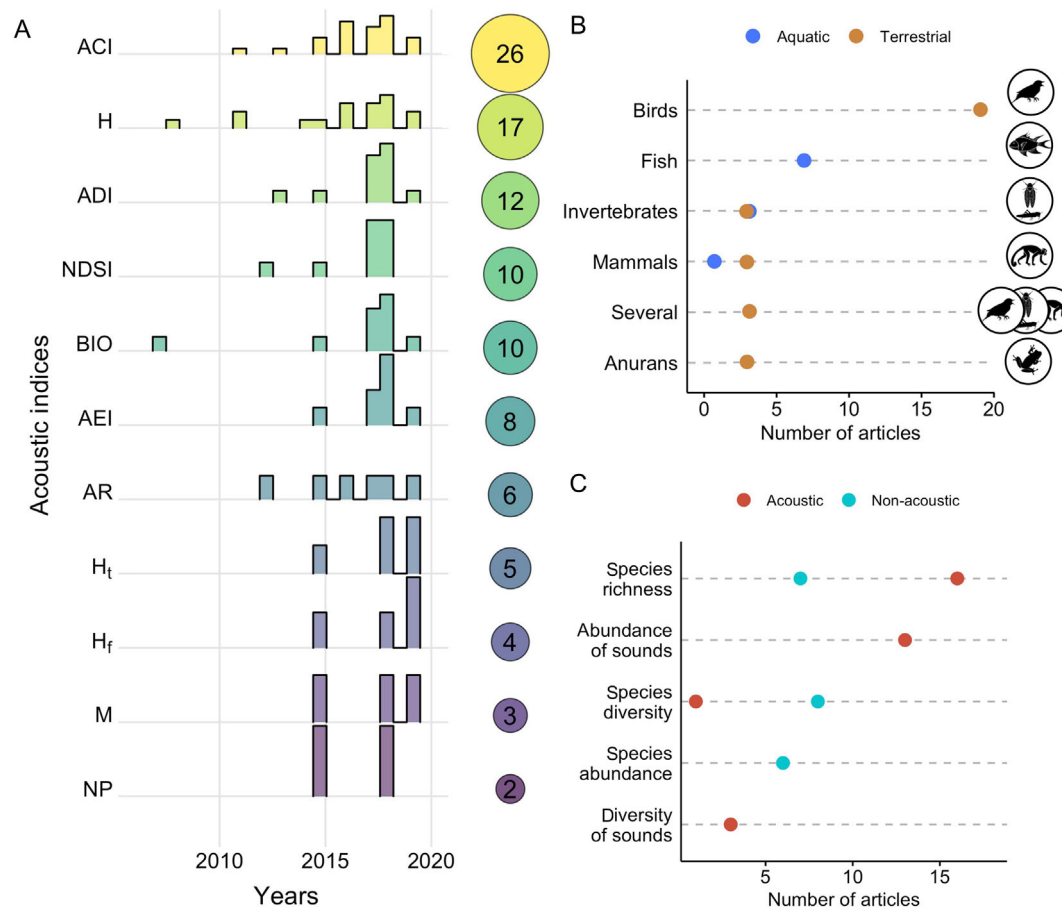 A
Acoustic indices
ACI 26
H 17
ADI 12
NDSI 10
BIO 10
AEI 8
AR 6
Ht 5
Hf 4
M 3
NP 2
2010 2015 2020
Years
B
Aquatic Terrestrial
Birds
Fish
Invertebrates
Mammals
Several
Anurans
0 5 10 15 20
Number of articles
C
Acoustic Non-acoustic
Species
richness
Abundance
of sounds
Species
diversity
Species
abundance
Diversity
of sounds
5 10 15
Number of articles